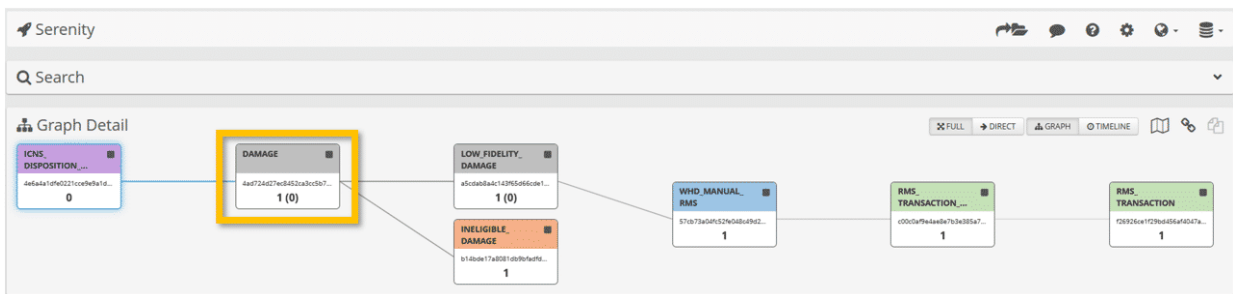 Serenity
Search
Graph Detail
FULL DIRECT GRAPH TIMELINE
ICNS_
DISPOSITION_...
4e6a4a1dfe0221cce9e9a1d...
0
DAMAGE
4ad724d27ec8452ca3cc5b7...
1 (0)
LOW_FIDELITY_
DAMAGE
a5cdab8a4c143f65d66cde1...
1 (0)
INELIGIBLE_
DAMAGE
b14bde17a8081db9bfadfd...
1
WHD_MANUAL_
RMS
57cb73a04fc52fe048c49d2...
1
RMS_
TRANSACTION_...
c00c0af9e4ae8e7b3e385a7...
1
RMS_
TRANSACTION
f26926ce1f29bd456af4047a...
1